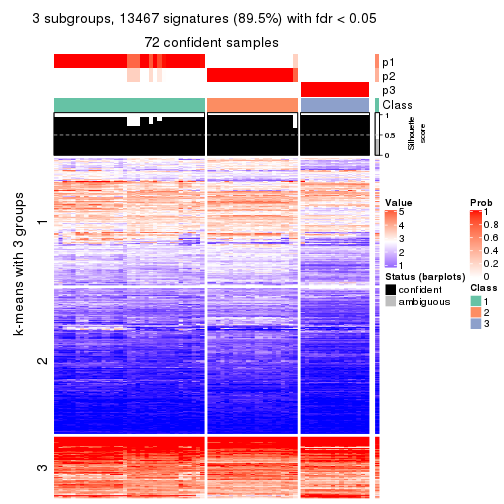 3 subgroups, 13467 signatures (89.5%) with fdr < 0.05
72 confident samples
p1
p2
p3
Class
1
0.5
0
Silhouette
score
k-means with 3 groups
1
2
3
Value
5
4
3
2
1
Status (barplots)
confident
ambiguous
Prob
1
0.8
0.6
0.4
0.2
0
Class
1
2
3